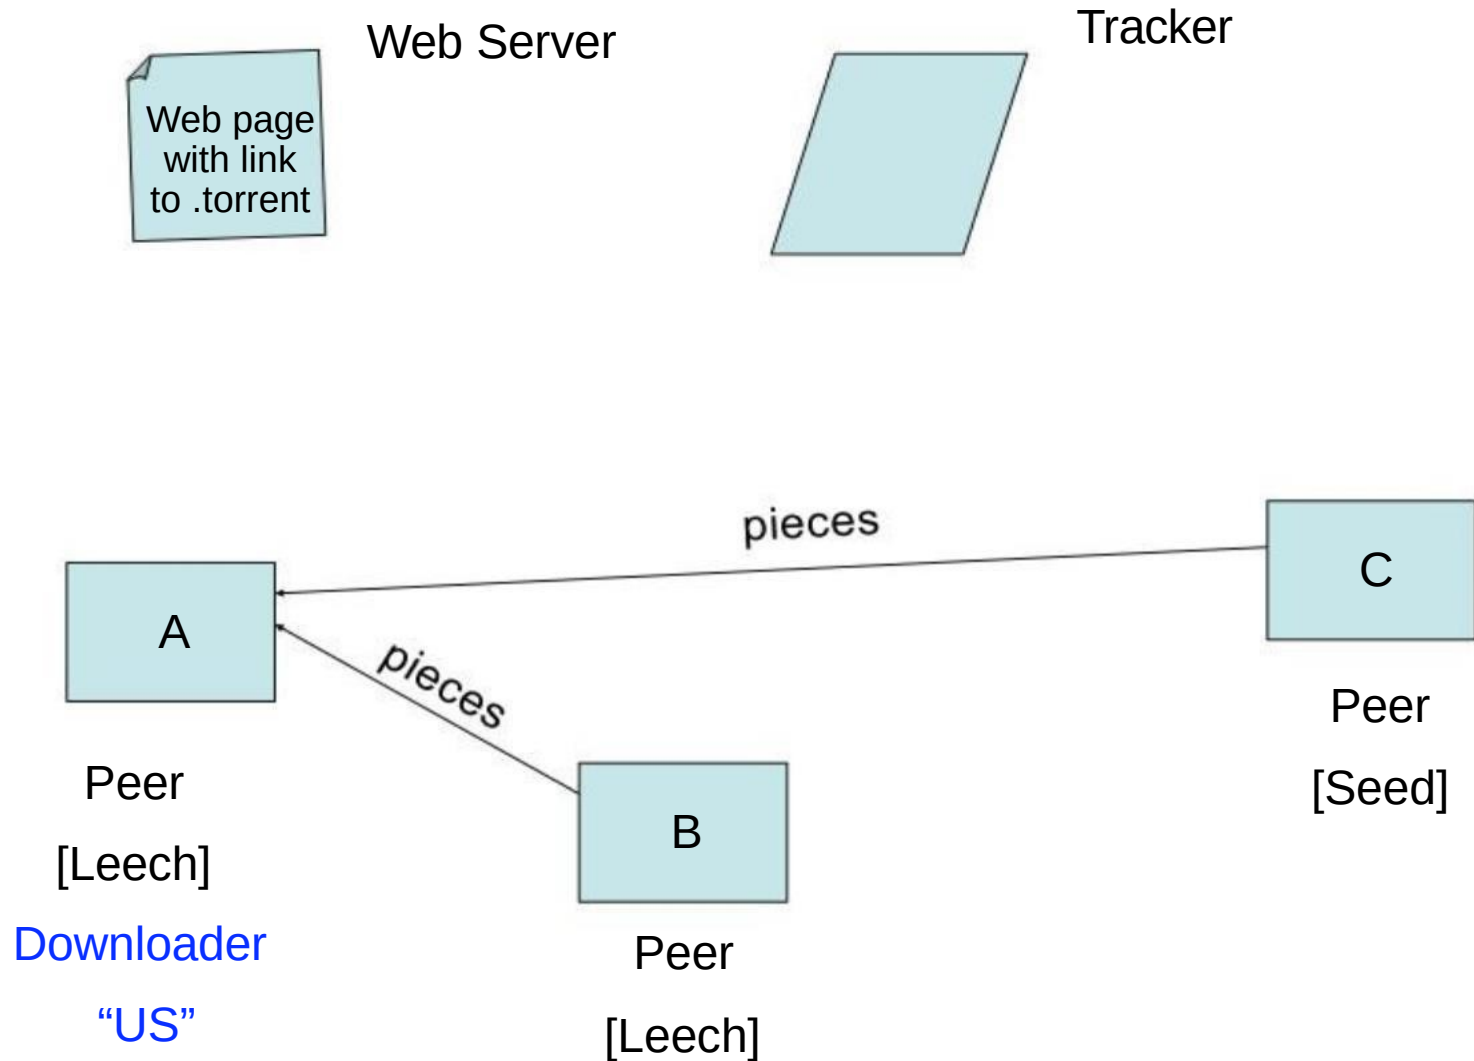 Web Server
Tracker
Web page
with link
to .torrent
pieces
C
A
pieces
Peer
[Seed]
Peer
[Leech]
Downloader
“US”
B
Peer
[Leech]